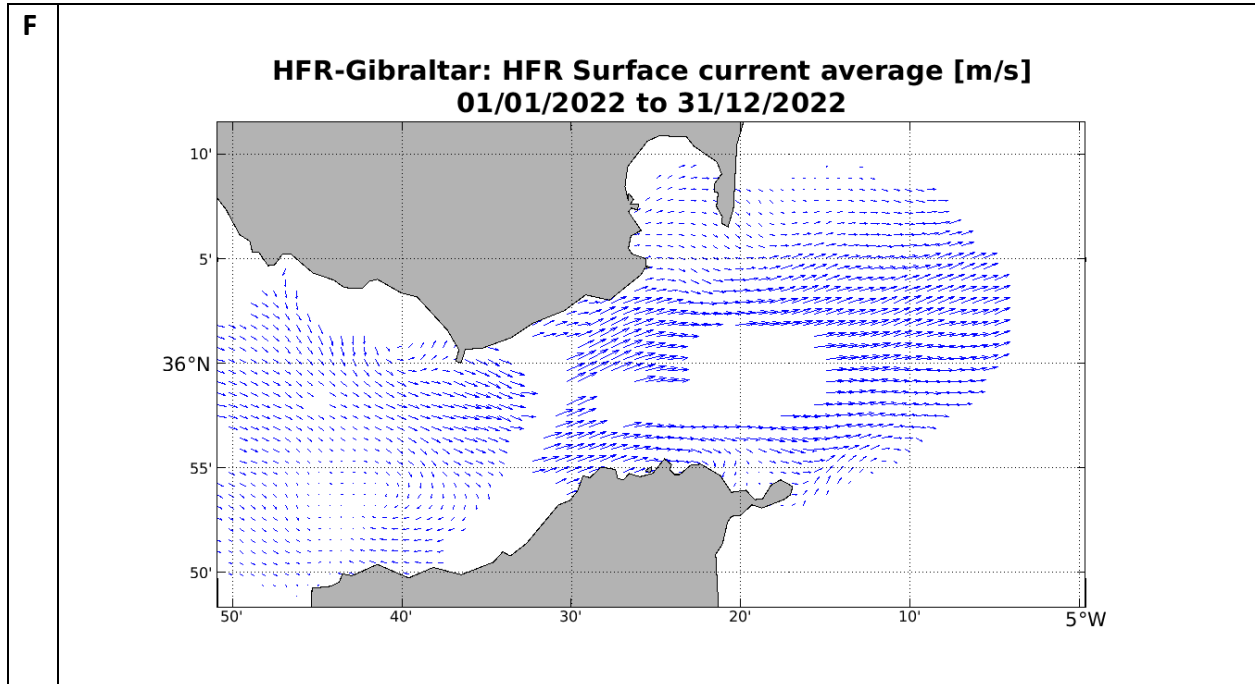 F
HFR-Gibraltar: HFR Surface current average [m/s]
01/01/2022 to 31/12/2022
10'
5'
36°N
55'
50'
50' 40' 30' 20' 10' 5°W